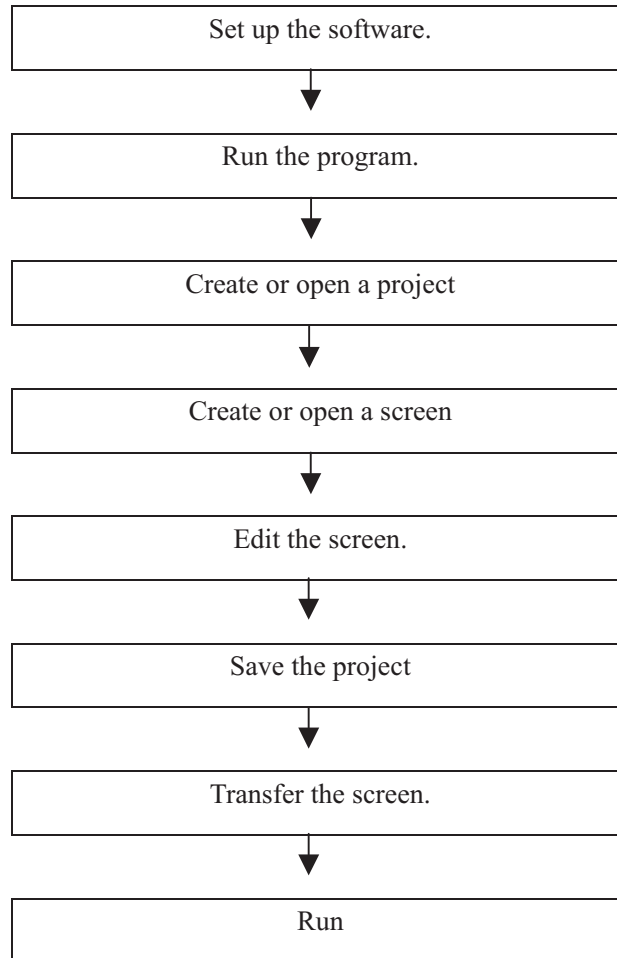 Set up the software.
Run the program.
Create or open a project
Create or open a screen
Edit the screen.
Save the project
Transfer the screen.
Run